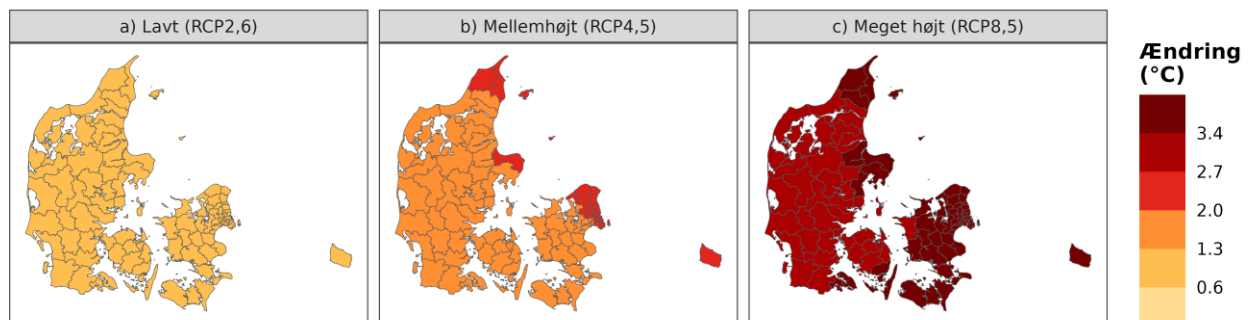 a) Lavt (RCP2,6)
b) Mellemhøjt (RCP4,5)
c) Meget højt (RCP8,5)
Ændring
(°C)
3.4
2.7
2.0
1.3
0.6